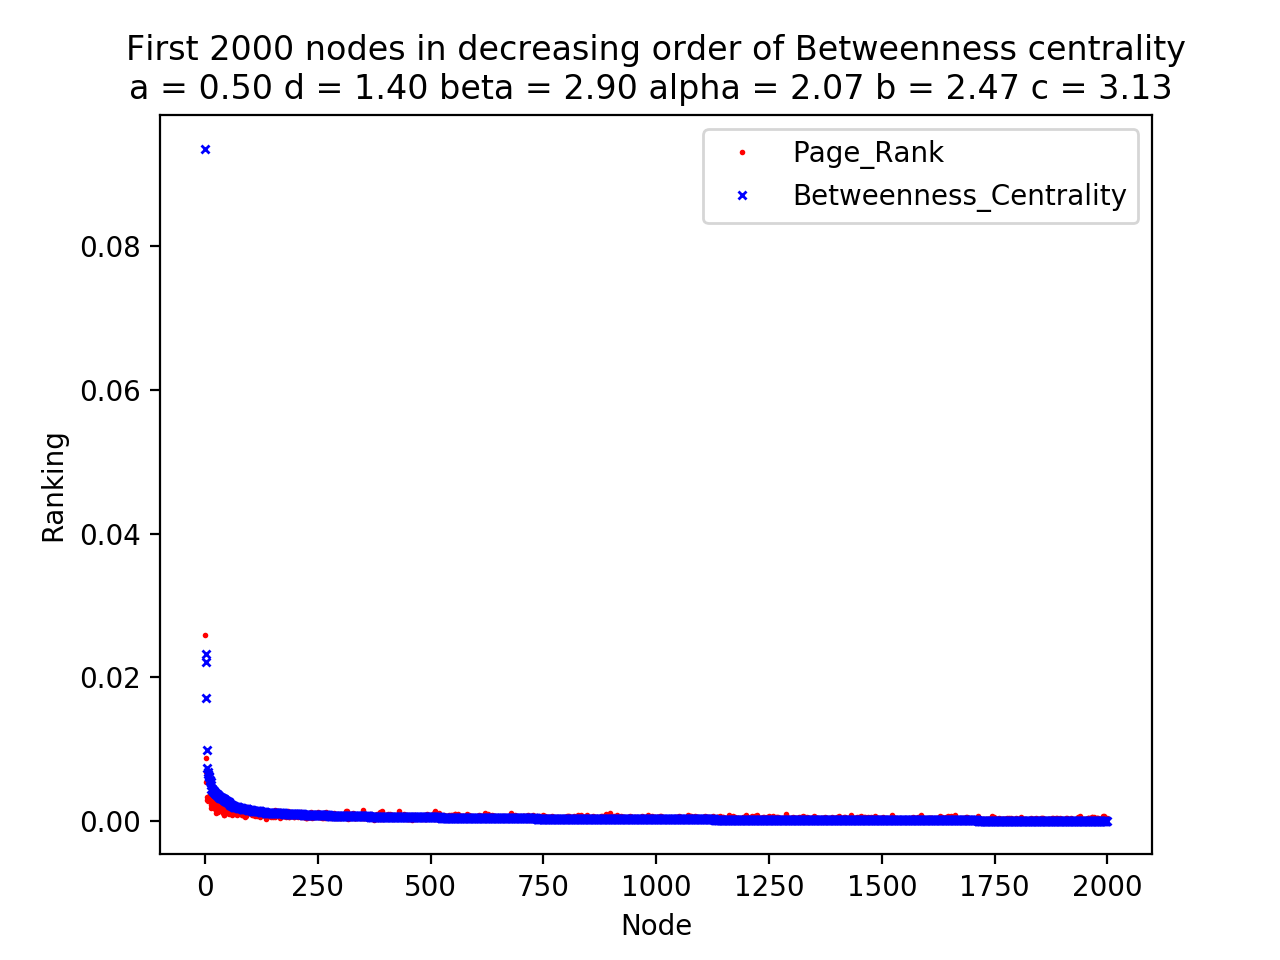 First 2000 nodes in decreasing order of Betweenness centrality
a = 0.50 d = 1.40 beta = 2.90 alpha = 2.07 b = 2.47 c = 3.13
Page_Rank
Betweenness_Centrality
0.08
0.06
0.04
0.02
0.00
Ranking
0 250 500 750 1000 1250 1500 1750 2000
Node